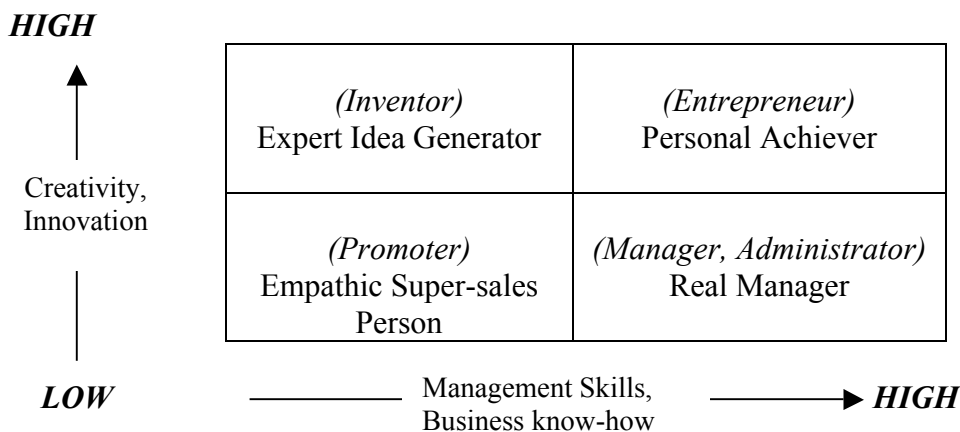 HIGH
(Inventor)
Expert Idea Generator
(Entrepreneur)
Personal Achiever
Creativity,
Innovation
(Promoter)
Empathic Super-sales
Person
(Manager, Administrator)
Real Manager
LOW
Management Skills,
Business know-how
HIGH